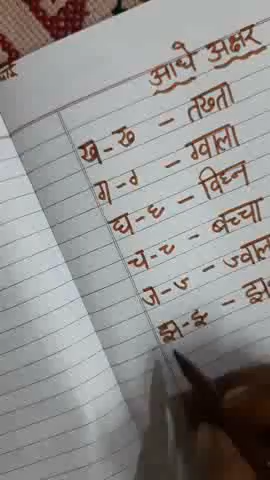 आधे अक्षर
ख - ख्‍ - तख्ता
ग - ग्‍ - ग्वाला
घ - घ्‍ - विघ्न
च - च्‍ - बच्चा
ज - ज्‍ - ज्वाला
झ - झ्‍ -